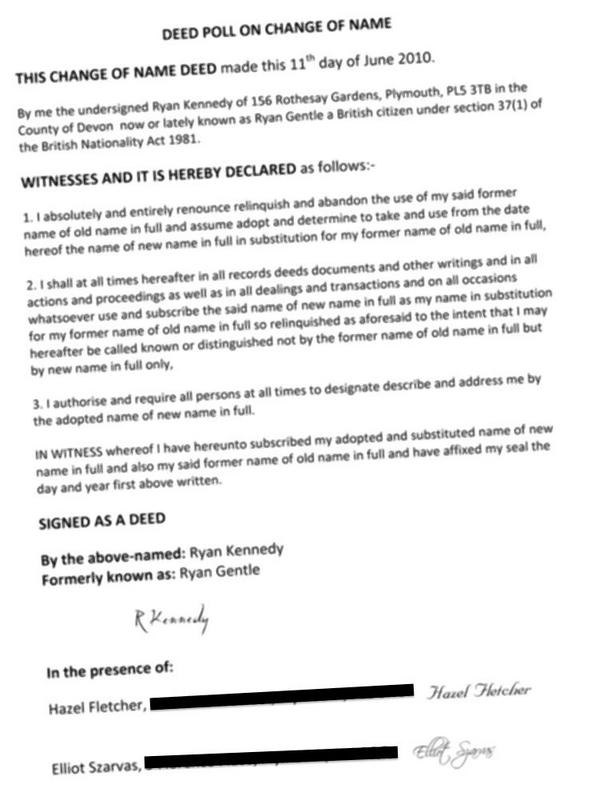 DEED POLL ON CHANGE OF NAME
THIS CHANGE OF NAME DEED made this 11th day of June 2010.
By me the undersigned Ryan Kennedy of 156 Rothesay Gardens, Plymouth, PL5 3TB in the
County of Devon now or lately known as Ryan Gentle a British citizen under section 37(1) of
the British Nationality Act 1981.
WITNESSES AND IT IS HEREBY DECLARED as follows:-
1. I absolutely and entirely renounce relinquish and abandon the use of my said former
name of old name in full and assume adopt and determine to take and use from the date
hereof the name of new name in full in substitution for my former name of old name in full,
2. I shall at all times hereafter in all records deeds documents and other writings and in all
actions and proceedings as well as in all dealings and transactions and on all occasions
whatsoever use and subscribe the said name of new name in full as my name in substitution
for my former name of old name in full so relinquished as aforesaid to the intent that I may
hereafter be called known or distinguished not by the former name of old name in full but
by new name in full only,
3. I authorise and require all persons at all times to designate describe and address me by
the adopted name of new name in full.
IN WITNESS whereof I have hereunto subscribed my adopted and substituted name of new
name in full and also my said former name of old name in full and have affixed my seal the
day and year first above written.
SIGNED AS A DEED
By the above-named: Ryan Kennedy
Formerly known as: Ryan Gentle
R Kennedy
In the presence of:
Hazel Fletcher, Hazel Fletcher
Elliot Szarvas, Elliot Szarvas